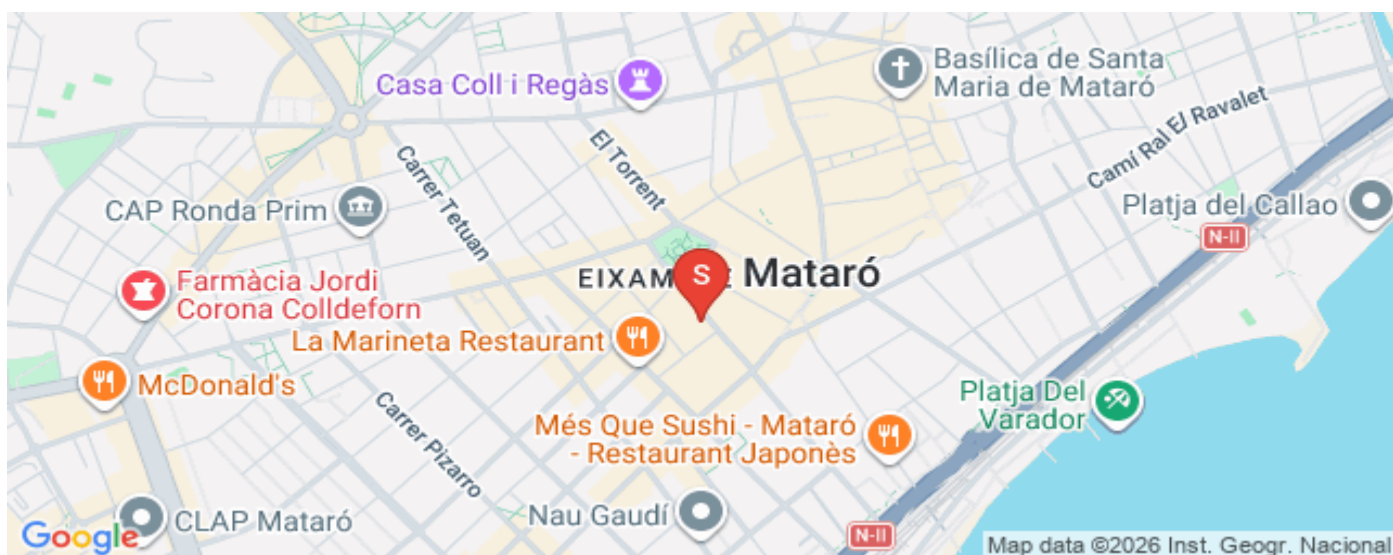 Casa Coll i Regàs
Basílica de Santa
Maria de Mataró
El Torrent
Camí Ral El Ravalet
Carrer Tetuan
CAP Ronda Prim
Platja del Callao
N-II
Farmàcia Jordi
Corona Colldeforn
S
Mataró
La Marineta Restaurant
McDonald's
Platja Del
Varador
Carrer Pizarro
Més Que Sushi - Mataró
- Restaurant Japonès
CLAP Mataró
Nau Gaudí
N-II
Google
Map data ©2026 Inst. Geogr. Nacional